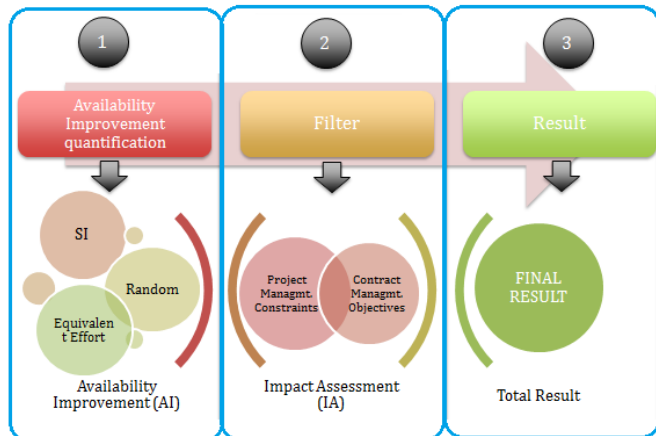 1
2
3
Availability
Improvement
quantification
Filter
Result
SI
Random
Equivalen
t Effort
Project
Managmt.
Constraints
Contract
Managmt.
Objectives
FINAL
RESULT
Availability
Improvement (AI)
Impact Assessment
(IA)
Total Result